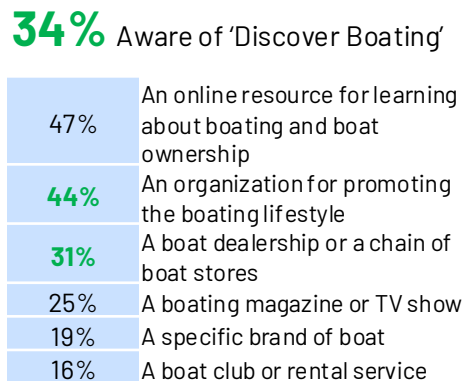 34% Aware of ‘Discover Boating’
47% An online resource for learning
about boating and boat
ownership
44% An organization for promoting
the boating lifestyle
31% A boat dealership or a chain of
boat stores
25% A boating magazine or TV show
19% A specific brand of boat
16% A boat club or rental service